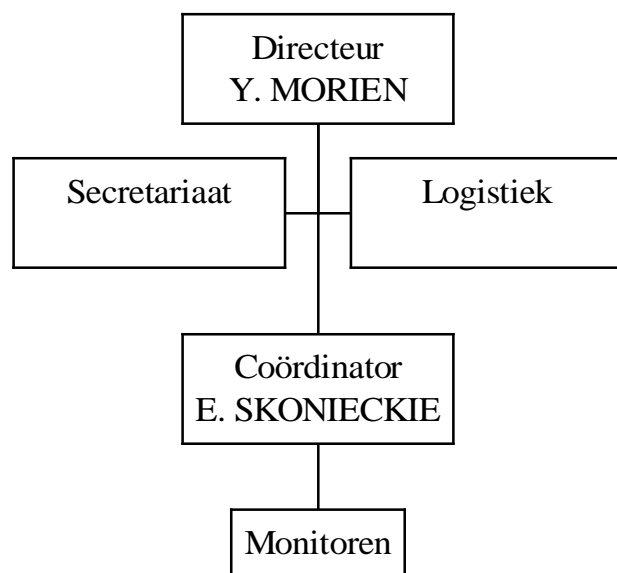 Directeur
Y. MORIEN
Secretariaat
Logistiek
Coördinator
E. SKONIECKIE
Monitoren